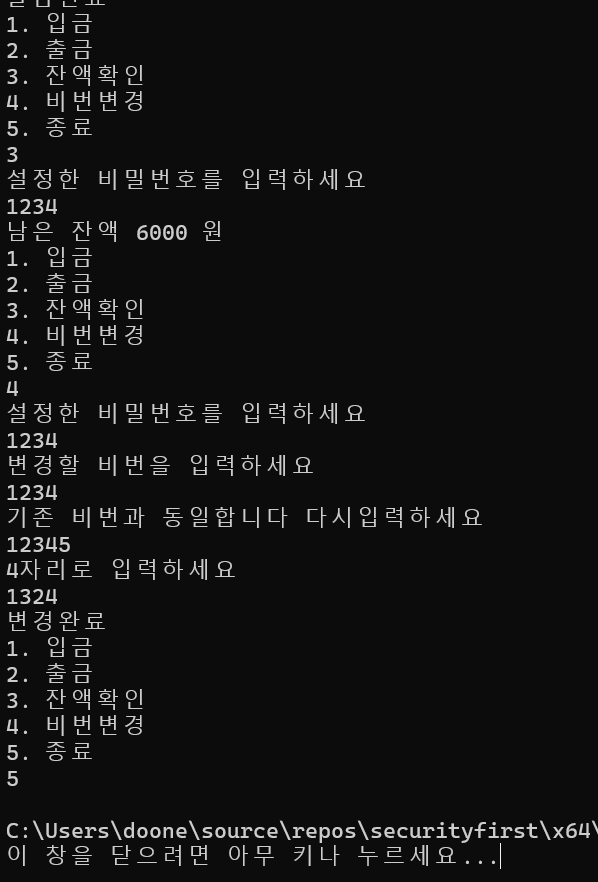 1. 입금
2. 출금
3. 잔액확인
4. 비번변경
5. 종료
3
설정한 비밀번호를 입력하세요
1234
남은 잔액 6000 원
1. 입금
2. 출금
3. 잔액확인
4. 비번변경
5. 종료
4
설정한 비밀번호를 입력하세요
1234
변경할 비번을 입력하세요
1234
기존 비번과 동일합니다 다시입력하세요
12345
4자리로 입력하세요
1324
변경완료
1. 입금
2. 출금
3. 잔액확인
4. 비번변경
5. 종료
5
C:\Users\doone\source\repos\securityfirst\x64\
이 창을 닫으려면 아무 키나 누르세요...